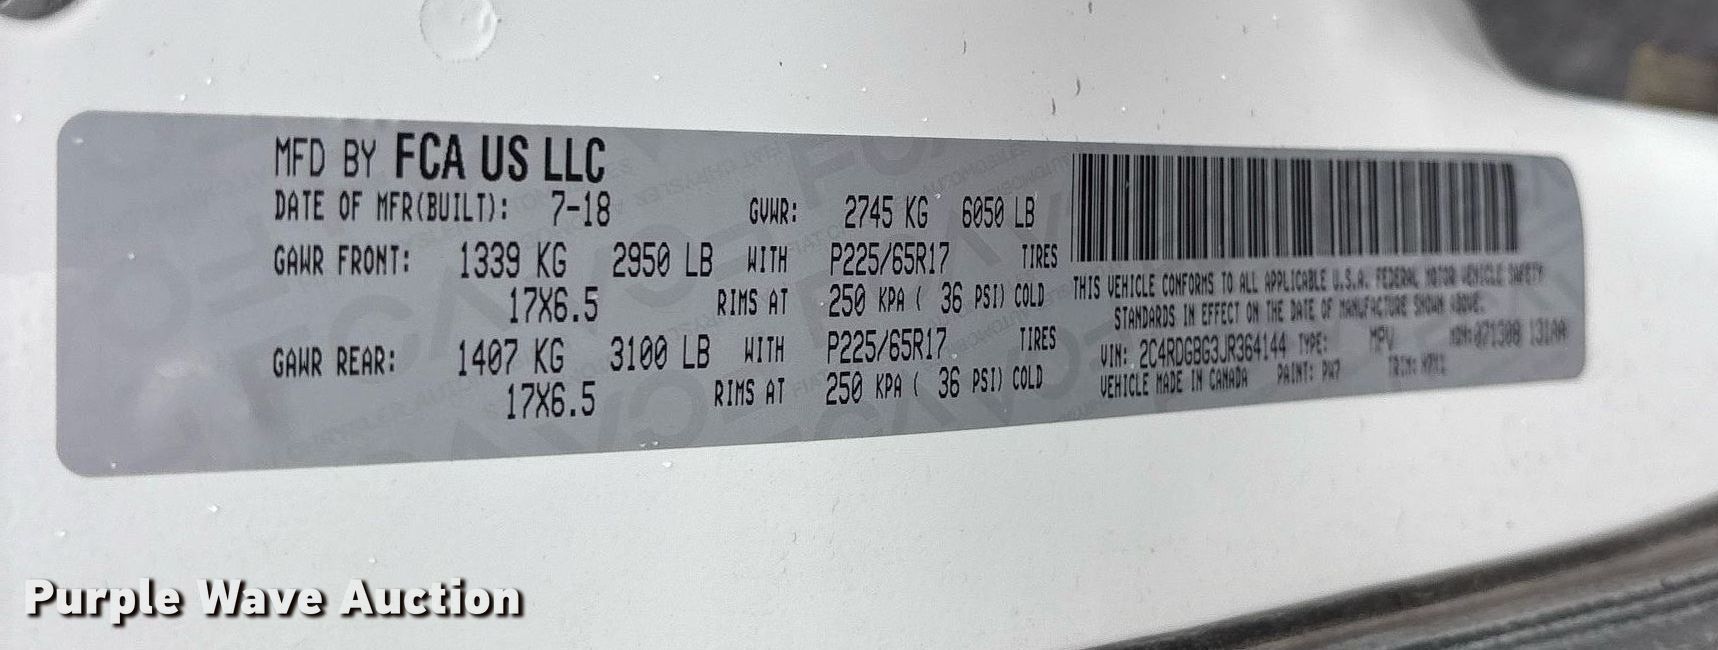 MFD BY FCA US LLC
DATE OF MFR(BUILT): 7-18 GVWR: 2745 KG 6050 LB
GAWR FRONT: 1339 KG 2950 LB WITH P225/65R17 TIRES
17X6.5 RIMS AT 250 KPA ( 36 PSI) COLD
GAWR REAR: 1407 KG 3100 LB WITH P225/65R17 TIRES
17X6.5 RIMS AT 250 KPA ( 36 PSI) COLD
THIS VEHICLE CONFORMS TO ALL APPLICABLE U.S.A. FEDERAL MOTOR VEHICLE SAFETY
STANDARDS IN EFFECT ON THE DATE OF MANUFACTURE SHOWN ABOVE.
VIN: 2C4RDGBG3JR364144 TYPE: MPV MDH:071308 131AA
VEHICLE MADE IN CANADA PAINT: PW7 TRIM:
Purple Wave Auction